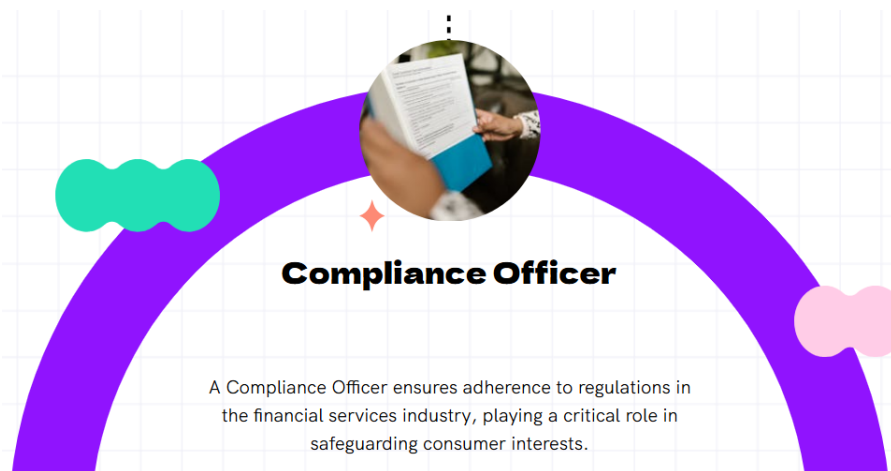 Compliance Officer
A Compliance Officer ensures adherence to regulations in
the financial services industry, playing a critical role in
safeguarding consumer interests.